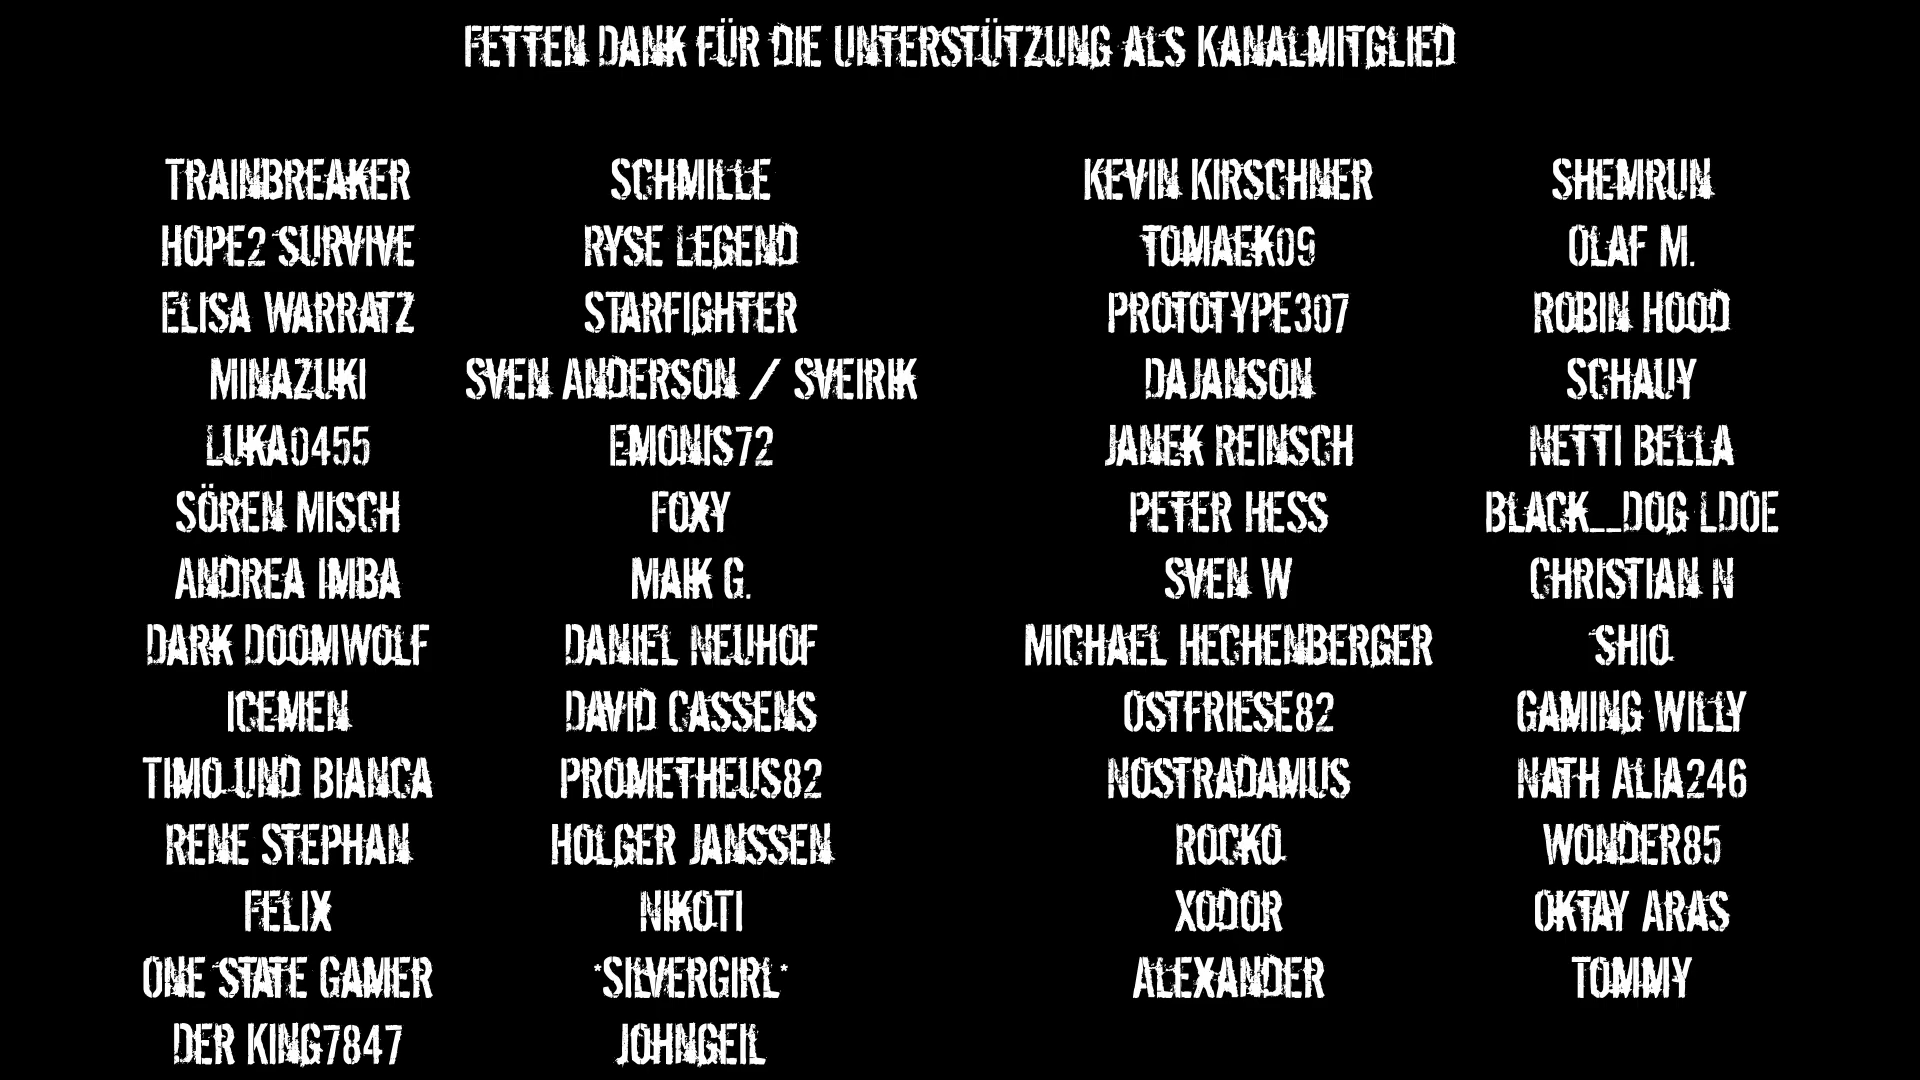 FETTEN DANK FÜR DIE UNTERSTÜTZUNG ALS KANALMITGLIED
TRAINBREAKER
HOPE2 SURVIVE
ELISA WARRATZ
MINAZUKI
LUKA0455
SÖREN MISCH
ANDREA IMBA
DARK DOOMWOLF
ICEMEN
TIMO UND BIANCA
RENE STEPHAN
FELIX
ONE STATE GAMER
DER KING7847
SCHMILLE
RYSE LEGEND
STARFIGHTER
SVEN ANDERSON / SVEIRIK
EMONIS72
FOXY
MAIK G.
DANIEL NEUHOF
DAVID CASSENS
PROMETHEUS82
HOLGER JANSSEN
NIKOTI
*SILVERGIRL*
JOHNGEIL
KEVIN KIRSCHNER
TOMAEK09
PROTOTYPE307
DAJANSON
JANEK REINSCH
PETER HESS
SVEN W
MICHAEL HECHENBERGER
OSTFRIESE82
NOSTRADAMUS
ROCKO
XODOR
ALEXANDER
SHEMRUN
OLAF M.
ROBIN HOOD
SCHAUY
NETTI BELLA
BLACK__DOG LDOE
CHRISTIAN N
SHIO
GAMING WILLY
NATH ALIA246
WONDER85
OKTAY ARAS
TOMMY